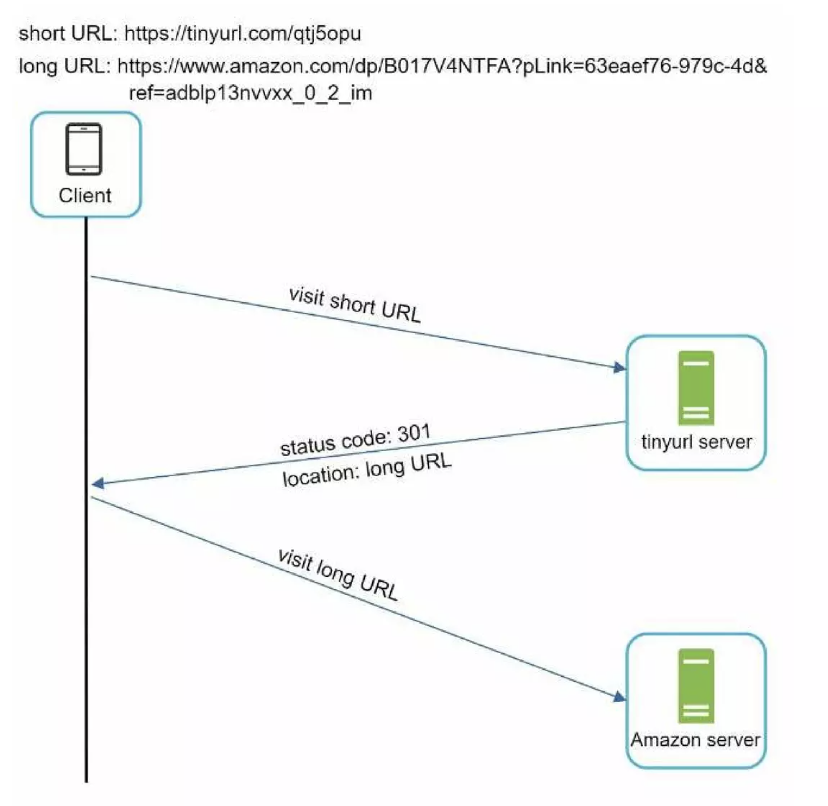 short URL: https://tinyurl.com/qtj5opu
long URL: https://www.amazon.com/dp/B017V4NTFA?pLink=63eaef76-979c-4d&
ref=adblp13nvvxx_0_2_im
Client
visit short URL
tinyurl server
status code: 301
location: long URL
visit long URL
Amazon server